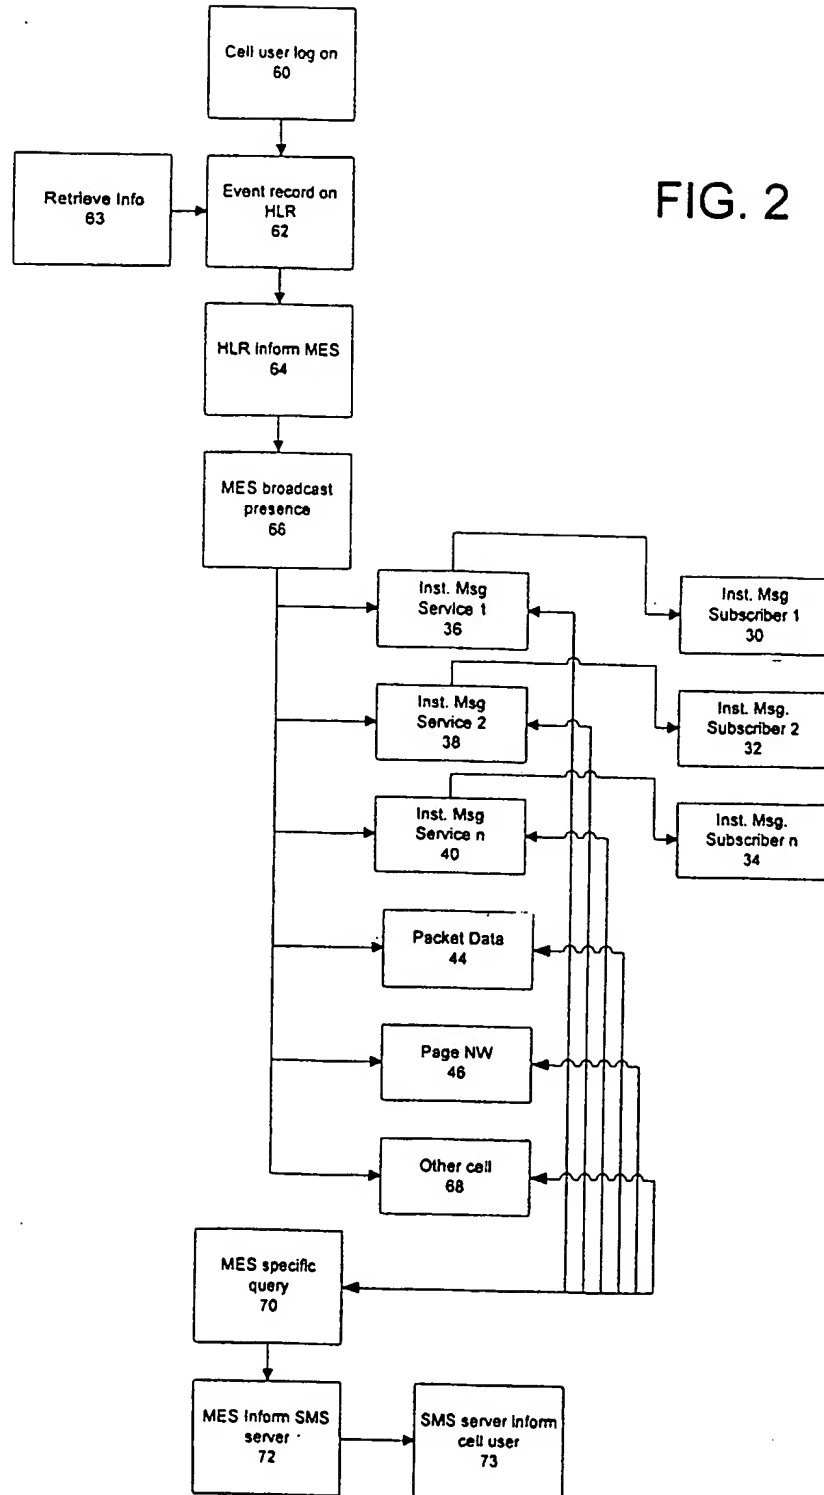 Cell user log on
60
Retrieve Info
63
Event record on
HLR
62
FIG. 2
HLR inform MES
64
MES broadcast
presence
66
Inst. Msg
Service 1
36
Inst. Msg
Subscriber 1
30
Inst. Msg
Service 2
38
Inst. Msg.
Subscriber 2
32
Inst. Msg
Service n
40
Inst. Msg.
Subscriber n
34
Packet Data
44
Page NW
46
Other cell
68
MES specific
query
70
MES inform SMS
server
72
SMS server inform
cell user
73